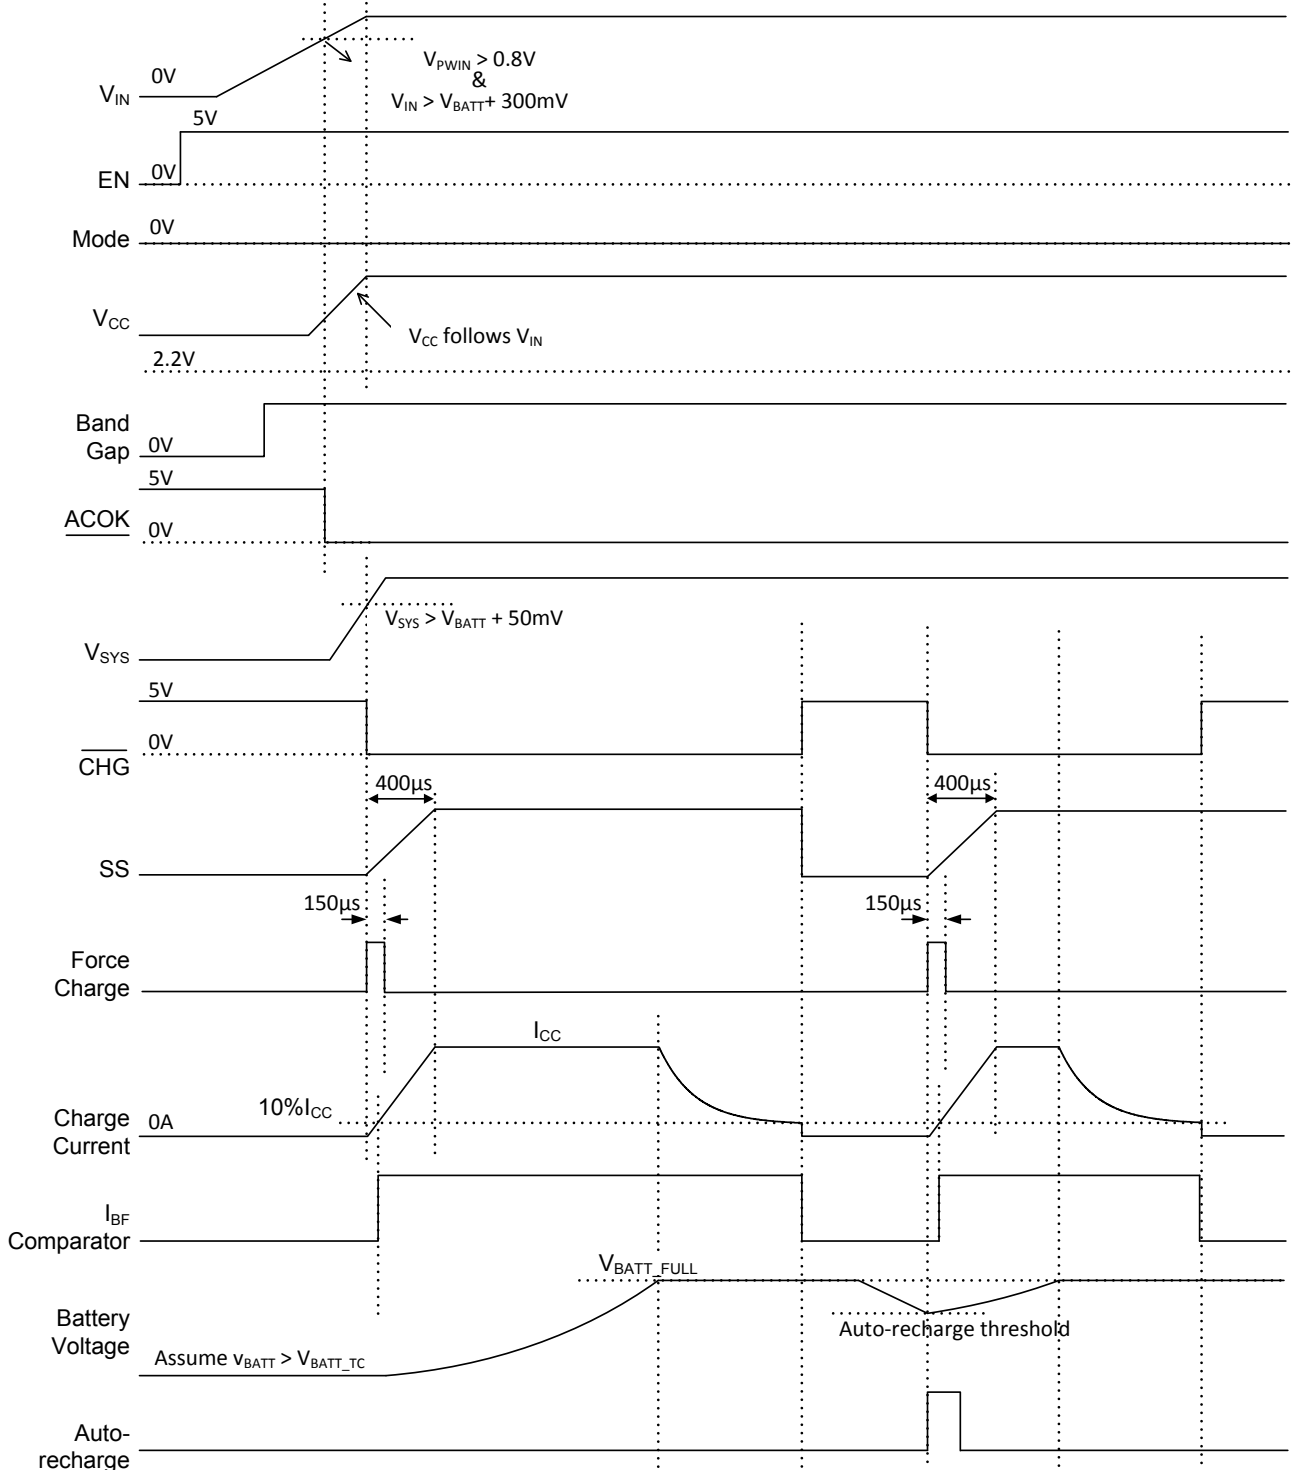 V_PWIN > 0.8V
&
V_IN > V_BATT + 300mV
0V
V_IN
5V
0V
EN
0V
Mode
V_CC
V_CC follows V_IN
2.2V
Band
Gap
0V
5V
ACOK
0V
V_SYS > V_BATT + 50mV
V_SYS
5V
0V
CHG
400µs
400µs
SS
150µs
150µs
Force
Charge
I_CC
10%I_CC
Charge
Current
0A
I_BF
Comparator
V_BATT_FULL
Battery
Voltage
Auto-recharge threshold
Assume v_BATT > V_BATT_TC
Auto-
recharge